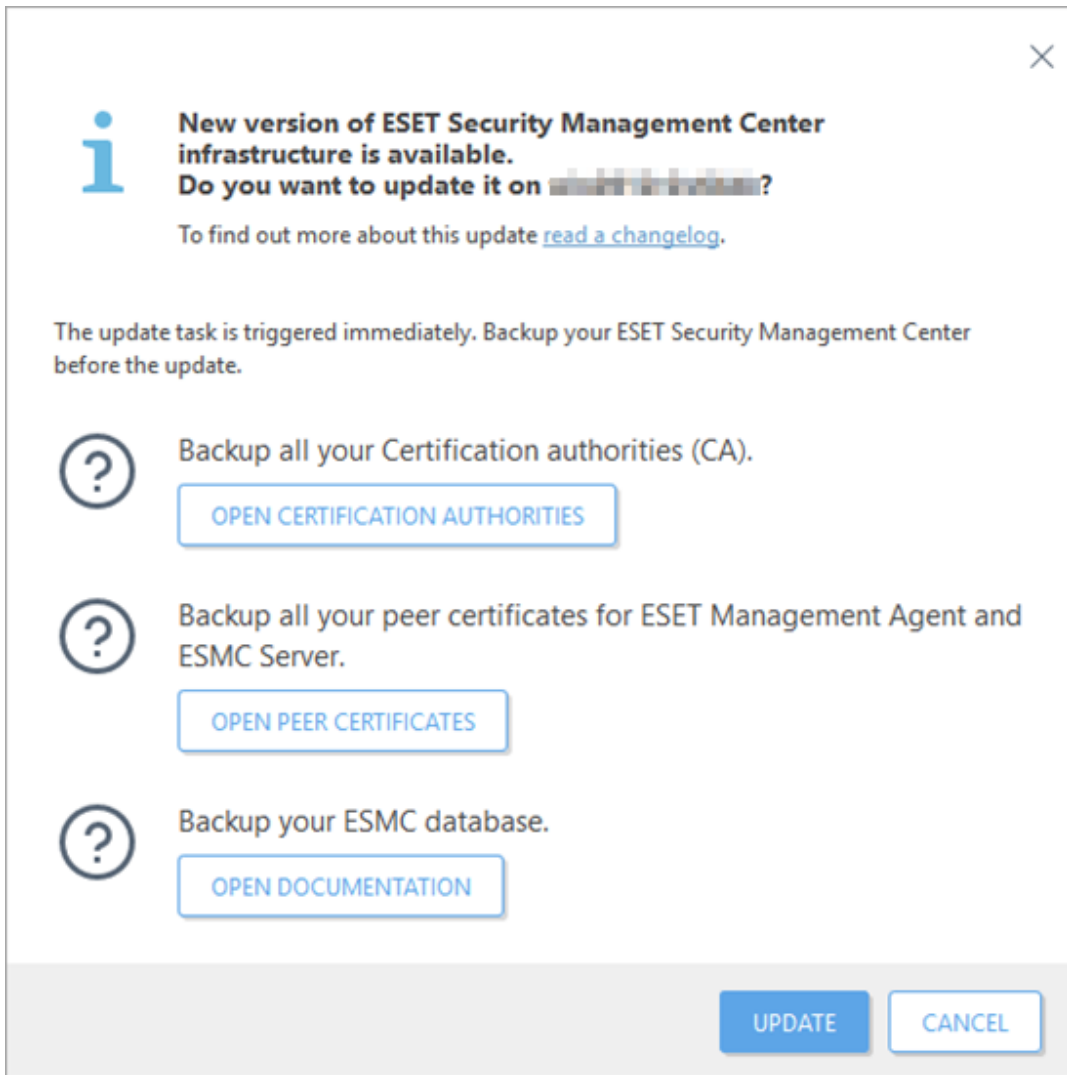 New version of ESET Security Management Center
infrastructure is available.
Do you want to update it on ?
To find out more about this update read a changelog.
The update task is triggered immediately. Backup your ESET Security Management Center
before the update.
Backup all your Certification authorities (CA).
OPEN CERTIFICATION AUTHORITIES
Backup all your peer certificates for ESET Management Agent and
ESMC Server.
OPEN PEER CERTIFICATES
Backup your ESMC database.
OPEN DOCUMENTATION
UPDATE
CANCEL